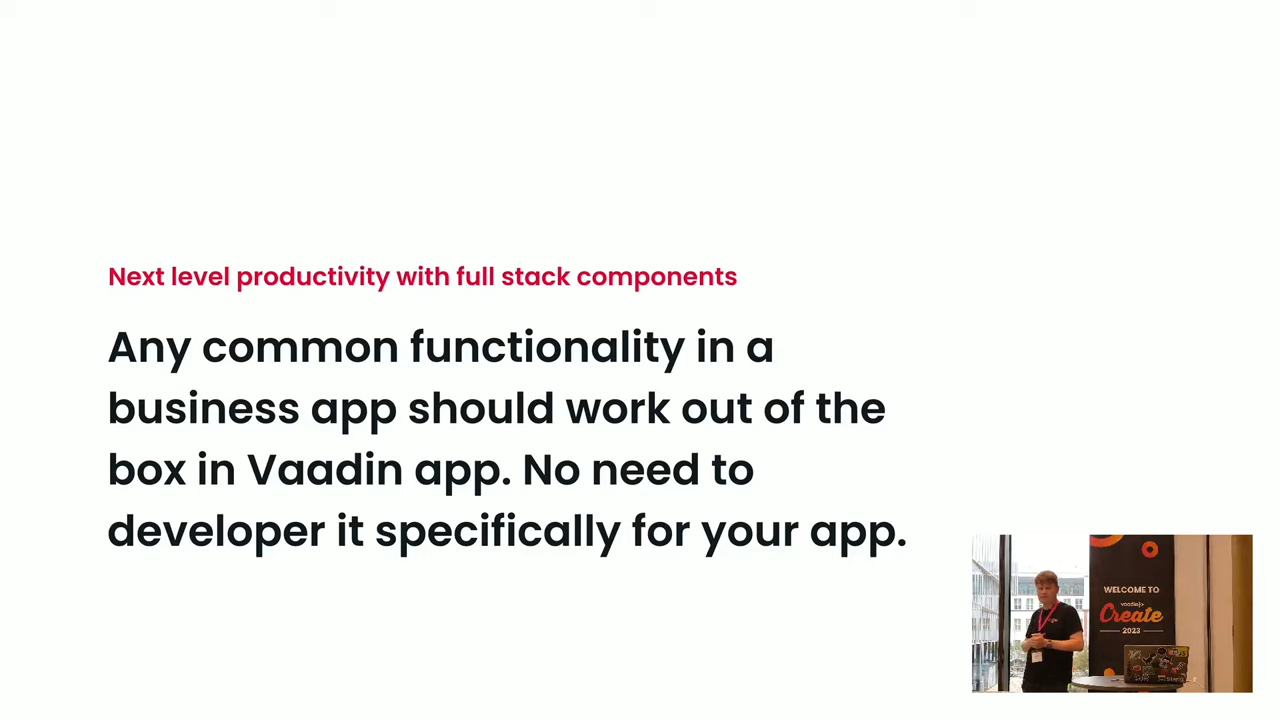 Next level productivity with full stack components
Any common functionality in a
business app should work out of the
box in Vaadin app. No need to
developer it specifically for your app.
WELCOME TO
vaadin}>
Create
2023